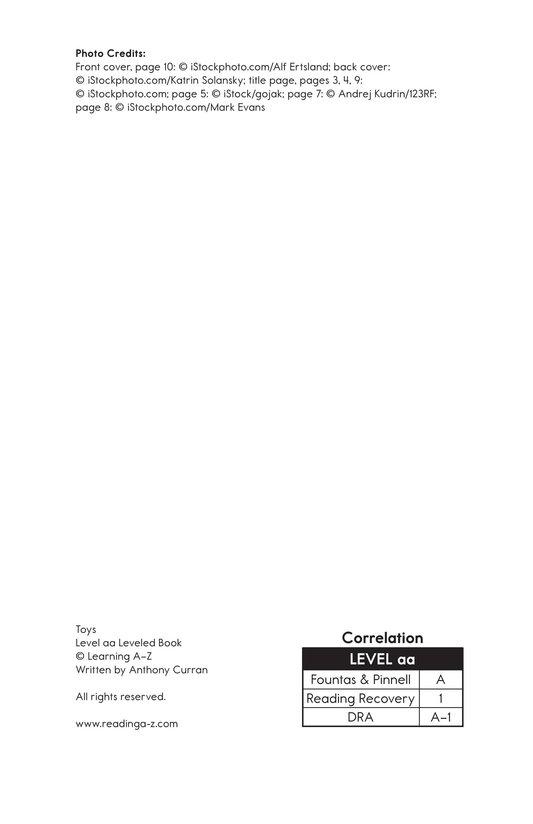 Photo Credits:
Front cover, page 10: © iStockphoto.com/Alf Ertsland; back cover:
© iStockphoto.com/Katrin Solansky; title page, pages 3, 4, 9:
© iStockphoto.com; page 5: © iStock/gojak; page 7: © Andrej Kudrin/123RF;
page 8: © iStockphoto.com/Mark Evans
Toys
Level aa Leveled Book
© Learning A–Z
Written by Anthony Curran
All rights reserved.
www.readinga-z.com
Correlation
LEVEL aa
Fountas & Pinnell A
Reading Recovery 1
DRA A–1